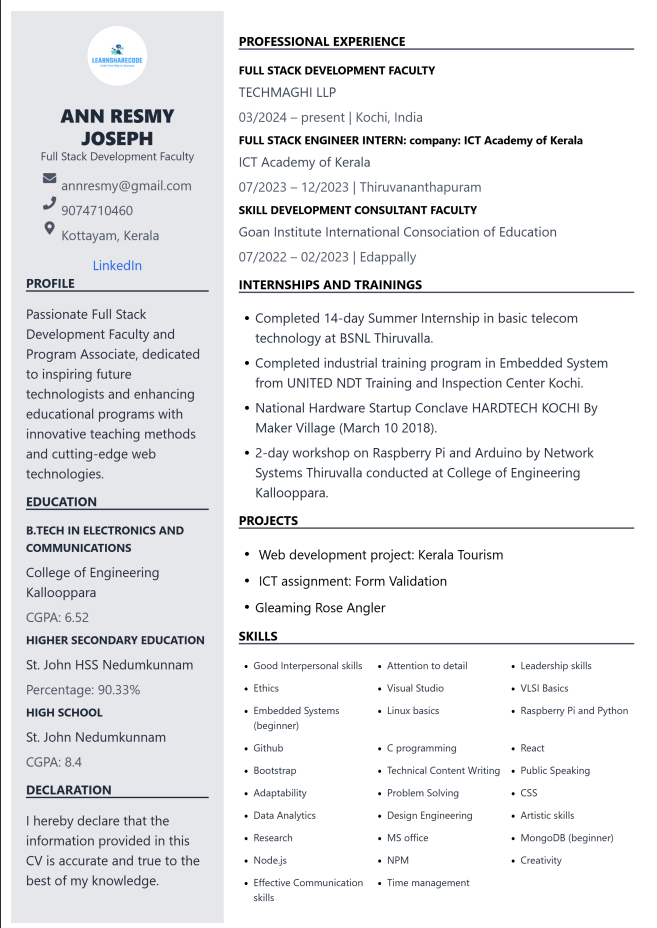 LEARNSHARECODE
ANN RESMY
JOSEPH
Full Stack Development Faculty
annresmy@gmail.com
9074710460
Kottayam, Kerala
LinkedIn
PROFILE
Passionate Full Stack
Development Faculty and
Program Associate, dedicated
to inspiring future
technologists and enhancing
educational programs with
innovative teaching methods
and cutting-edge web
technologies.
EDUCATION
B.TECH IN ELECTRONICS AND
COMMUNICATIONS
College of Engineering
Kallooppara
CGPA: 6.52
HIGHER SECONDARY EDUCATION
St. John HSS Nedumkunnam
Percentage: 90.33%
HIGH SCHOOL
St. John Nedumkunnam
CGPA: 8.4
DECLARATION
I hereby declare that the
information provided in this
CV is accurate and true to the
best of my knowledge.
PROFESSIONAL EXPERIENCE
FULL STACK DEVELOPMENT FACULTY
TECHMAGHI LLP
03/2024 – present | Kochi, India
FULL STACK ENGINEER INTERN: company: ICT Academy of Kerala
ICT Academy of Kerala
07/2023 – 12/2023 | Thiruvananthapuram
SKILL DEVELOPMENT CONSULTANT FACULTY
Goan Institute International Consociation of Education
07/2022 – 02/2023 | Edappally
INTERNSHIPS AND TRAININGS
• Completed 14-day Summer Internship in basic telecom
technology at BSNL Thiruvalla.
• Completed industrial training program in Embedded System
from UNITED NDT Training and Inspection Center Kochi.
• National Hardware Startup Conclave HARDTECH KOCHI By
Maker Village (March 10 2018).
• 2-day workshop on Raspberry Pi and Arduino by Network
Systems Thiruvalla conducted at College of Engineering
Kallooppara.
PROJECTS
• Web development project: Kerala Tourism
• ICT assignment: Form Validation
• Gleaming Rose Angler
SKILLS
• Good Interpersonal skills • Attention to detail • Leadership skills
• Ethics • Visual Studio • VLSI Basics
• Embedded Systems • Linux basics • Raspberry Pi and Python
(beginner)
• Github • C programming • React
• Bootstrap • Technical Content Writing • Public Speaking
• Adaptability • Problem Solving • CSS
• Data Analytics • Design Engineering • Artistic skills
• Research • MS office • MongoDB (beginner)
• Node.js • NPM • Creativity
• Effective Communication • Time management
skills